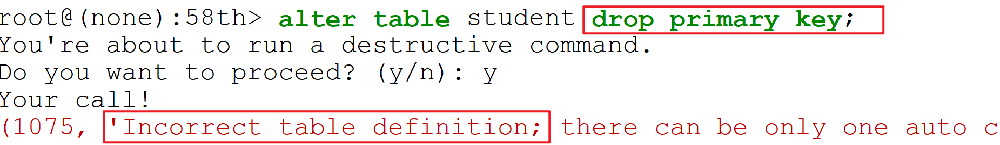 root@(none):58th> alter table student drop primary key;
You're about to run a destructive command.
Do you want to proceed? (y/n): y
Your call!
(1075, 'Incorrect table definition; there can be only one auto c